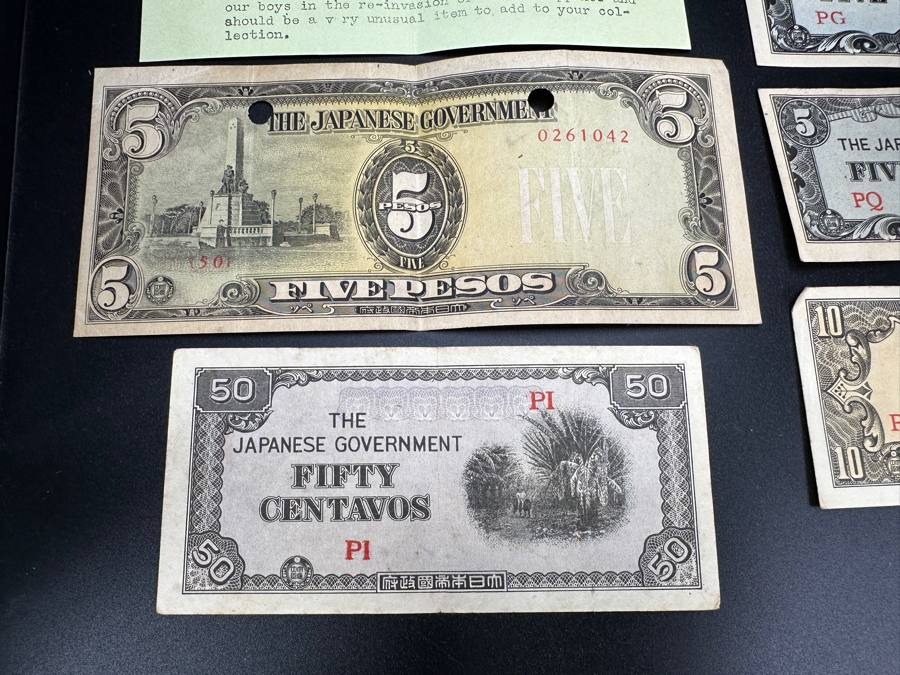 our boys in the re-invasion
should be a v ry unusual item to add to your col-
lection.
PG
5
5
THE JAPANESE GOVERNMENT
0261042
5
5
PESOS
FIVE
FIVE
{50}
5
FIVE PESOS
5
府政國帝本日大
5
THE JAP
FIV
PQ
50
50
PI
THE
JAPANESE GOVERNMENT
FIFTY
CENTAVOS
PI
50
50
府政國帝本日大
10
10